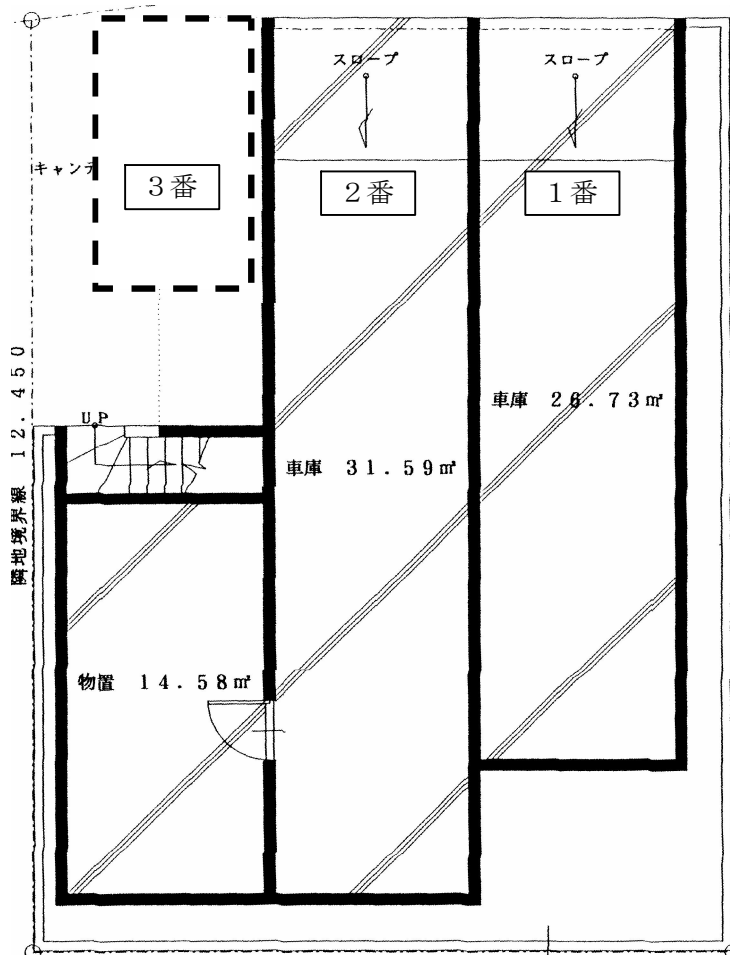 スロープ
スロープ
キャンテ
3番
2番
1番
隣地境界線 12.450
UP
車庫 26.73㎡
車庫 31.59㎡
物置 14.58㎡